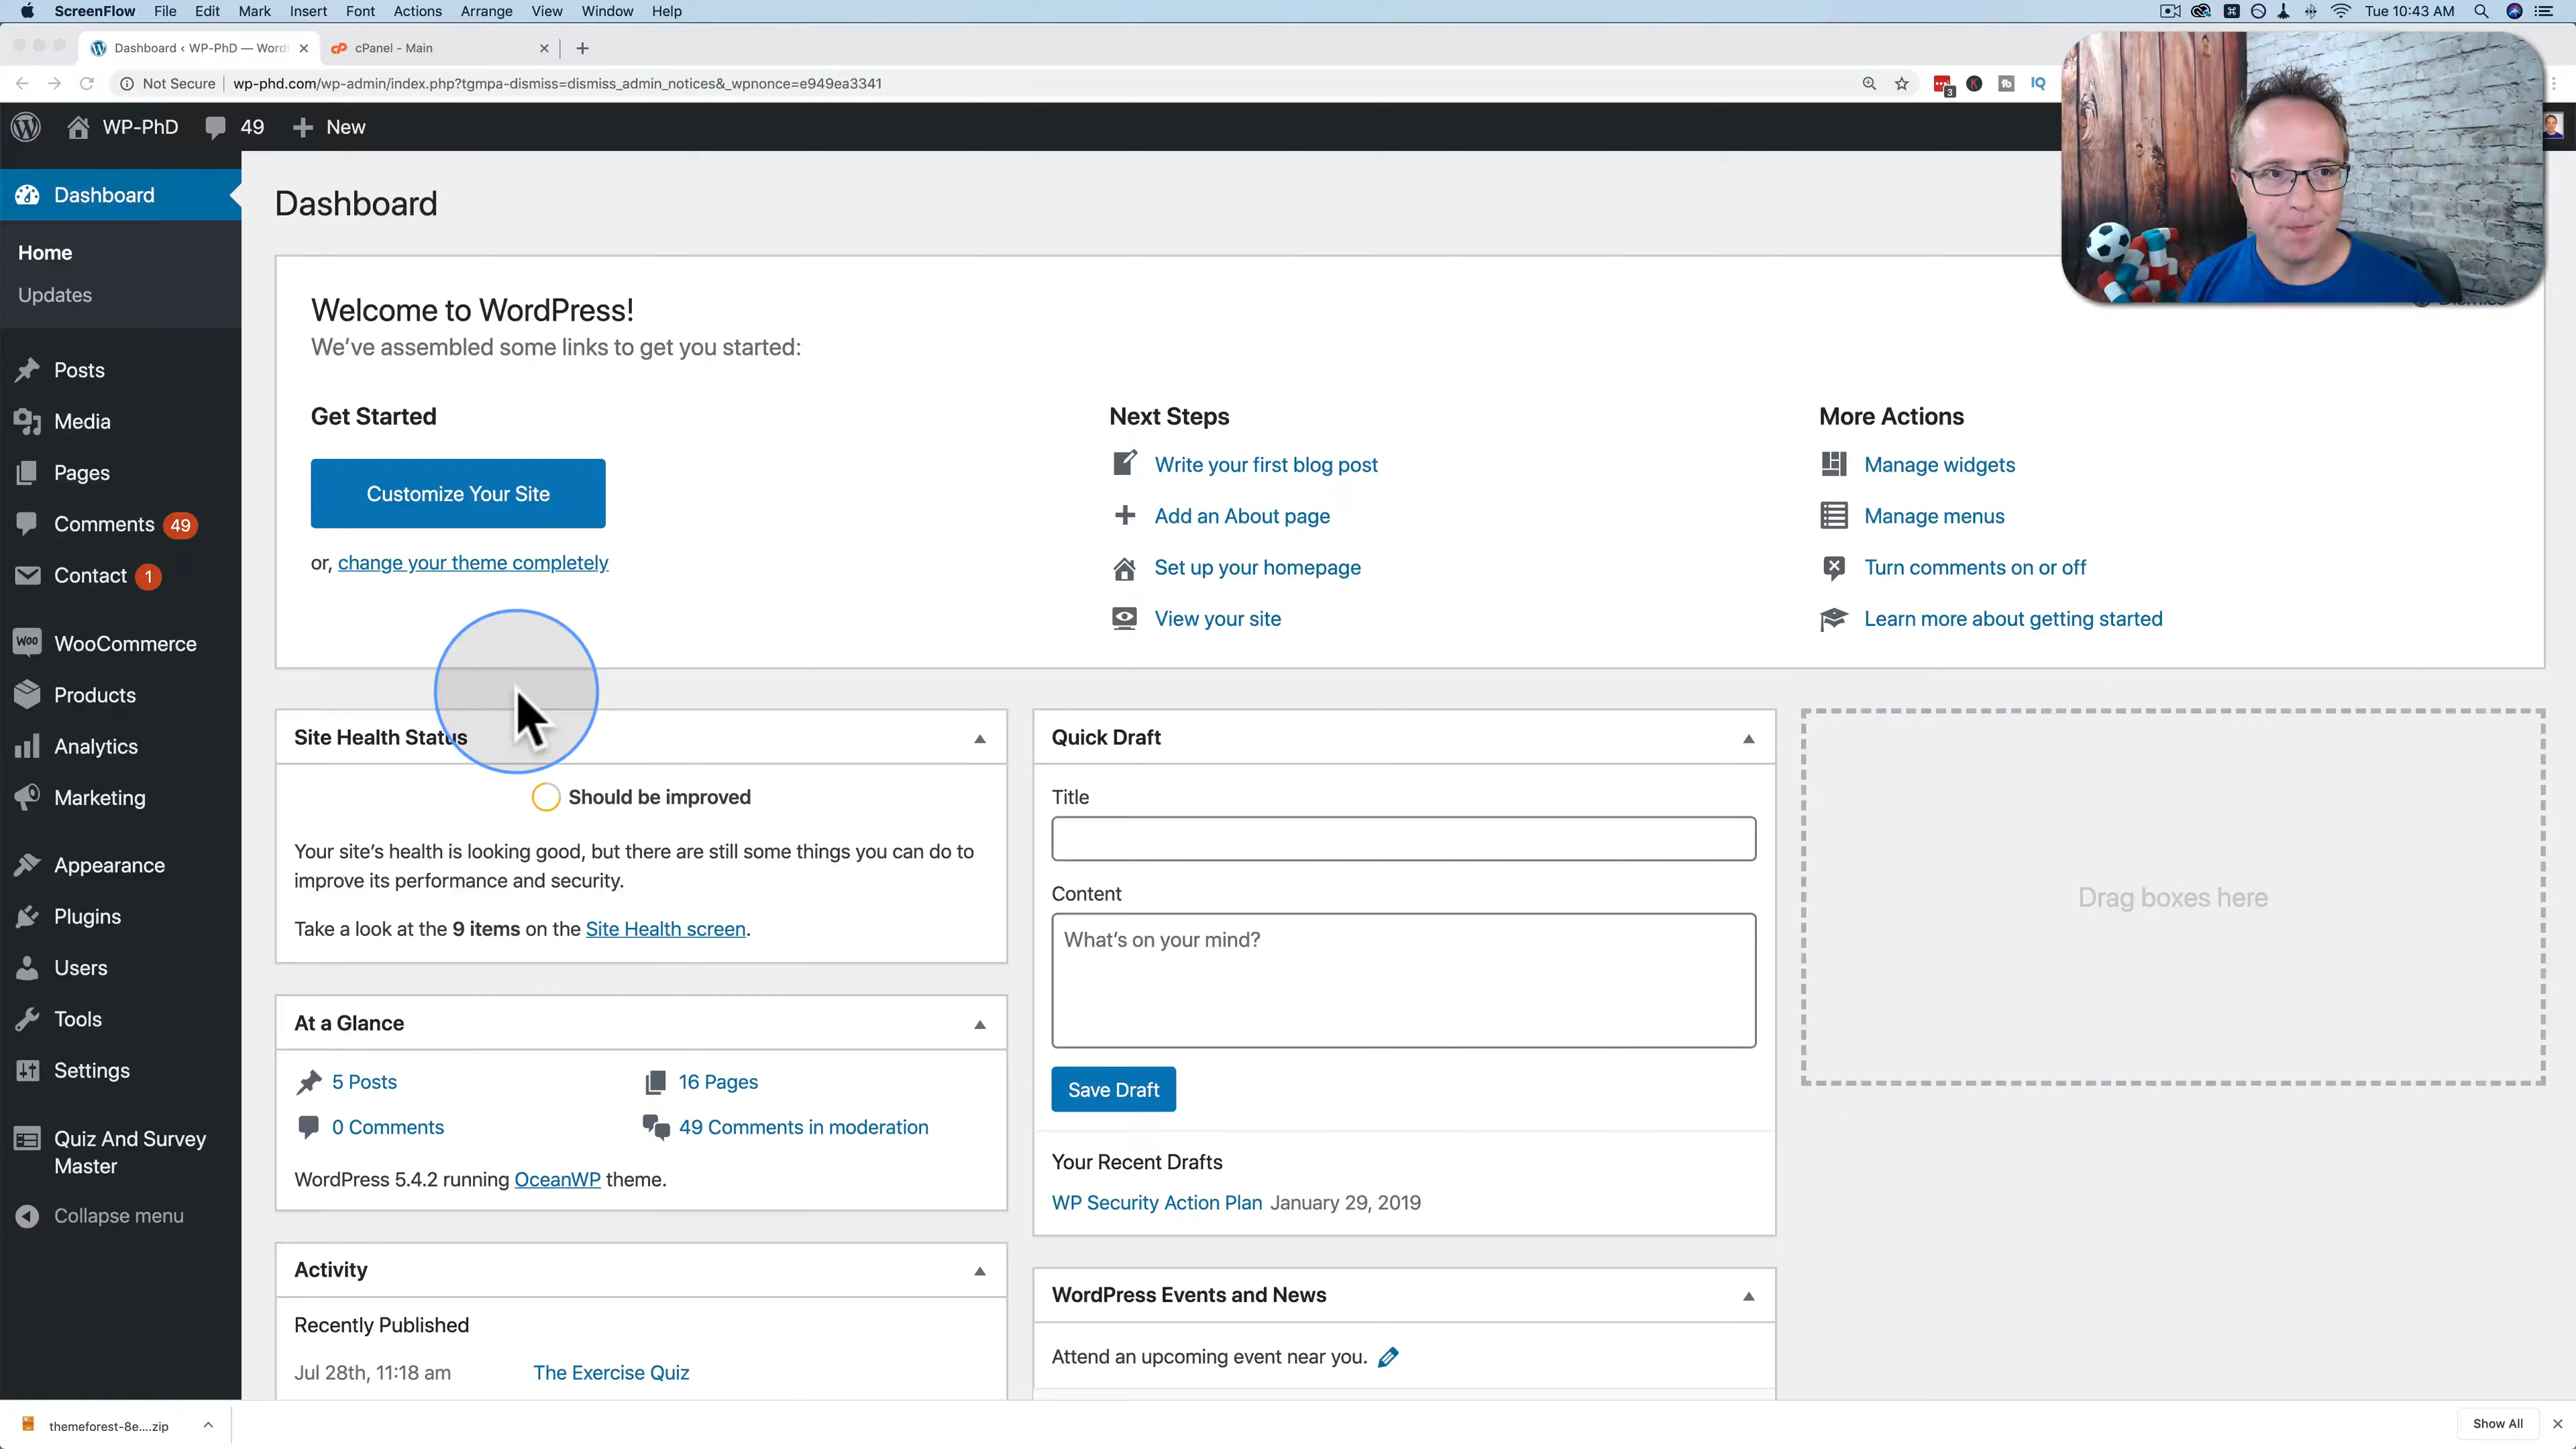 ScreenFlow File Edit Mark Insert Font Actions Arrange View Window Help
Tue 10:43 AM
Dashboard ‹ WP-PhD — Word
cPanel - Main
Not Secure
wp-phd.com/wp-admin/index.php?tgmpa-dismiss=dismiss_admin_notices&_wpnonce=e949ea3341
3
K
tb
IQ
WP-PhD 49 New
Dashboard
Home
Updates
Posts
Media
Pages
Comments 49
Contact 1
Woo WooCommerce
Products
Analytics
Marketing
Appearance
Plugins
Users
Tools
Settings
Quiz And Survey
Master
Collapse menu
Dashboard
Welcome to WordPress!
We've assembled some links to get you started:
Get Started
Customize Your Site
or, change your theme completely
Next Steps
Write your first blog post
Add an About page
Set up your homepage
View your site
More Actions
Manage widgets
Manage menus
Turn comments on or off
Learn more about getting started
Site Health Status
Should be improved
Your site's health is looking good, but there are still some things you can do to
improve its performance and security.
Take a look at the 9 items on the Site Health screen.
At a Glance
5 Posts
16 Pages
0 Comments
49 Comments in moderation
WordPress 5.4.2 running OceanWP theme.
Activity
Recently Published
Jul 28th, 11:18 am The Exercise Quiz
Quick Draft
Title
Content
What's on your mind?
Save Draft
Your Recent Drafts
WP Security Action Plan January 29, 2019
WordPress Events and News
Attend an upcoming event near you.
Drag boxes here
themeforest-8e....zip
Show All